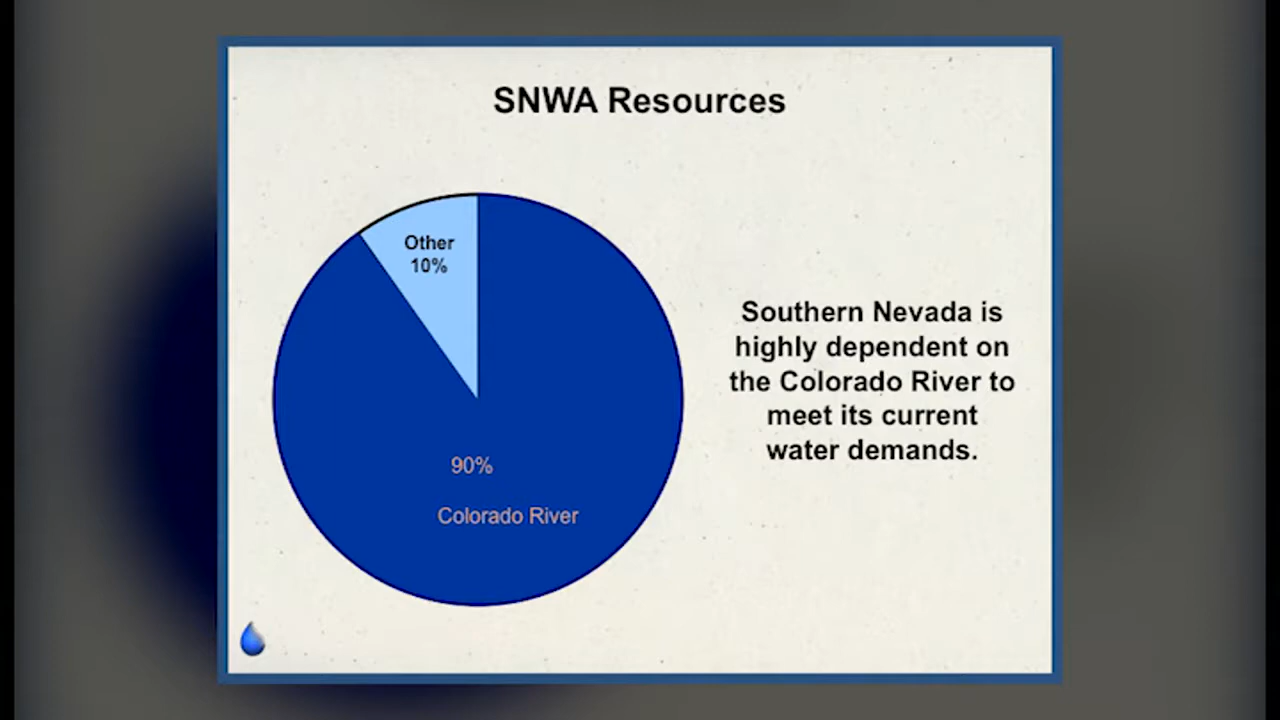 SNWA Resources
Other
10%
90%
Colorado River
Southern Nevada is
highly dependent on
the Colorado River to
meet its current
water demands.